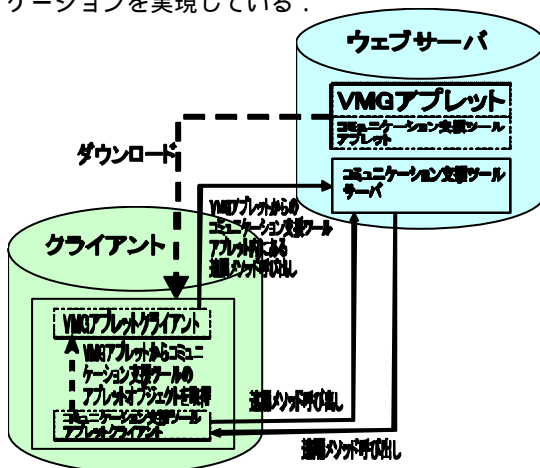 ケーションを実現している．
ウェブサーバ
VMGアプレット
コミュニケーション支援ツール
アプレット
ダウンロード
コミュニケーション支援ツール
サーバ
VMGアプレットからの
コミュニケーション支援ツール
アプレット内にある
遠隔メソッド呼び出し
クライアント
VMGアプレットクライアント
VMGアプレットからコミュニ
ケーション支援ツールの
アプレットオブジェクトを取得
コミュニケーション支援ツール
アプレットクライアント
遠隔メソッド呼び出し
遠隔メソッド呼び出し